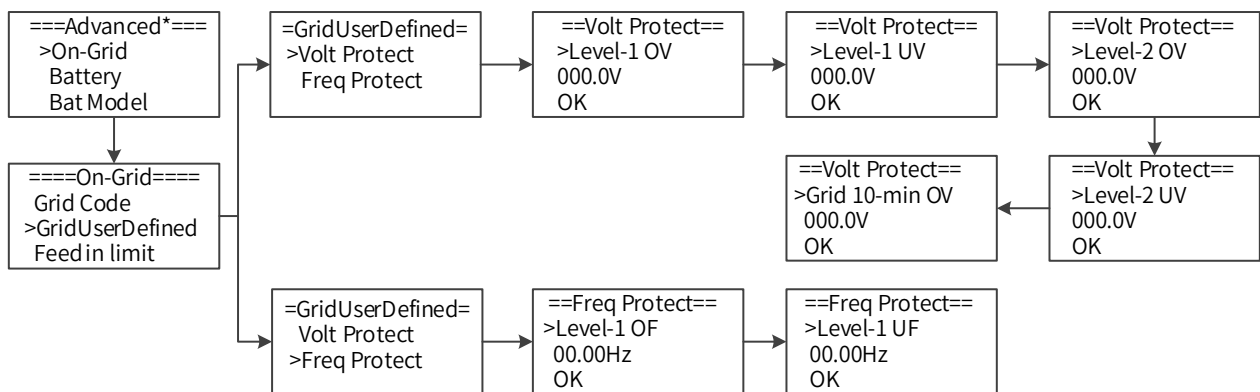 ===Advanced*===
>On-Grid
Battery
Bat Model
====On-Grid====
Grid Code
>GridUserDefined
Feed in limit
=GridUserDefined=
>Volt Protect
Freq Protect
==Volt Protect==
>Level-1 OV
000.0V
OK
==Volt Protect==
>Level-1 UV
000.0V
OK
==Volt Protect==
>Level-2 OV
000.0V
OK
==Volt Protect==
>Level-2 UV
000.0V
OK
==Volt Protect==
>Grid 10-min OV
000.0V
OK
=GridUserDefined=
Volt Protect
>Freq Protect
==Freq Protect==
>Level-1 OF
00.00Hz
OK
==Freq Protect==
>Level-1 UF
00.00Hz
OK